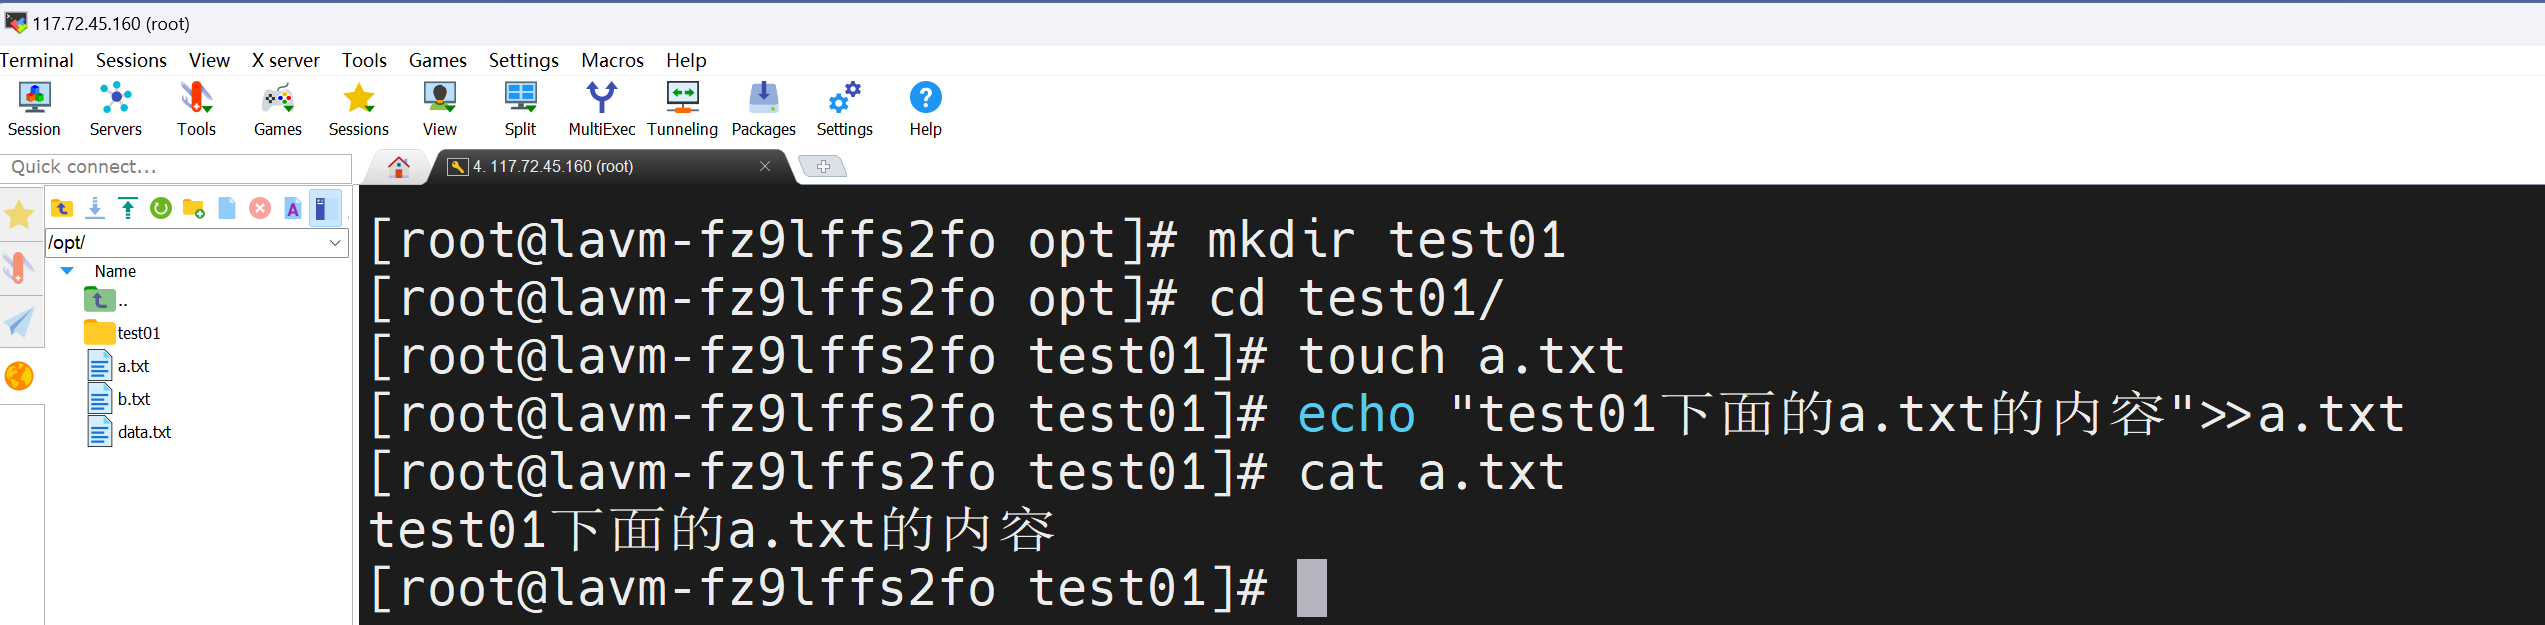 117.72.45.160 (root)
Terminal Sessions View X server Tools Games Settings Macros Help
Session Servers Tools Games Sessions View Split MultiExec Tunneling Packages Settings Help
Quick connect...
4. 117.72.45.160 (root)
/opt/
Name
..
test01
a.txt
b.txt
data.txt
[root@lavm-fz9lffs2fo opt]# mkdir test01
[root@lavm-fz9lffs2fo opt]# cd test01/
[root@lavm-fz9lffs2fo test01]# touch a.txt
[root@lavm-fz9lffs2fo test01]# echo "test01下面的a.txt的内容">>a.txt
[root@lavm-fz9lffs2fo test01]# cat a.txt
test01下面的a.txt的内容
[root@lavm-fz9lffs2fo test01]#